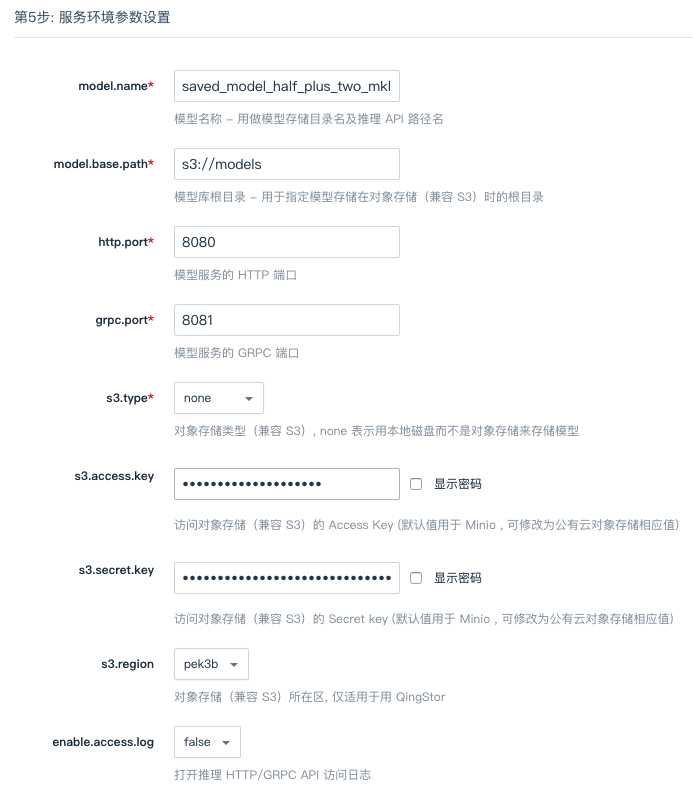 第5步: 服务环境参数设置
model.name*
saved_model_half_plus_two_mkl
模型名称 – 用做模型存储目录名及推理 API 路径名
model.base.path*
s3://models
模型库根目录 – 用于指定模型存储在对象存储（兼容 S3）时的根目录
http.port*
8080
模型服务的 HTTP 端口
grpc.port*
8081
模型服务的 GRPC 端口
s3.type*
none
对象存储类型（兼容 S3）, none 表示用本地磁盘而不是对象存储来存储模型
s3.access.key
显示密码
访问对象存储（兼容 S3）的 Access Key (默认值用于 Minio , 可修改为公有云对象存储相应值)
s3.secret.key
显示密码
访问对象存储（兼容 S3）的 Secret key (默认值用于 Minio , 可修改为公有云对象存储相应值)
s3.region
pek3b
对象存储（兼容 S3）所在区, 仅适用于用 QingStor
enable.access.log
false
打开推理 HTTP/GRPC API 访问日志